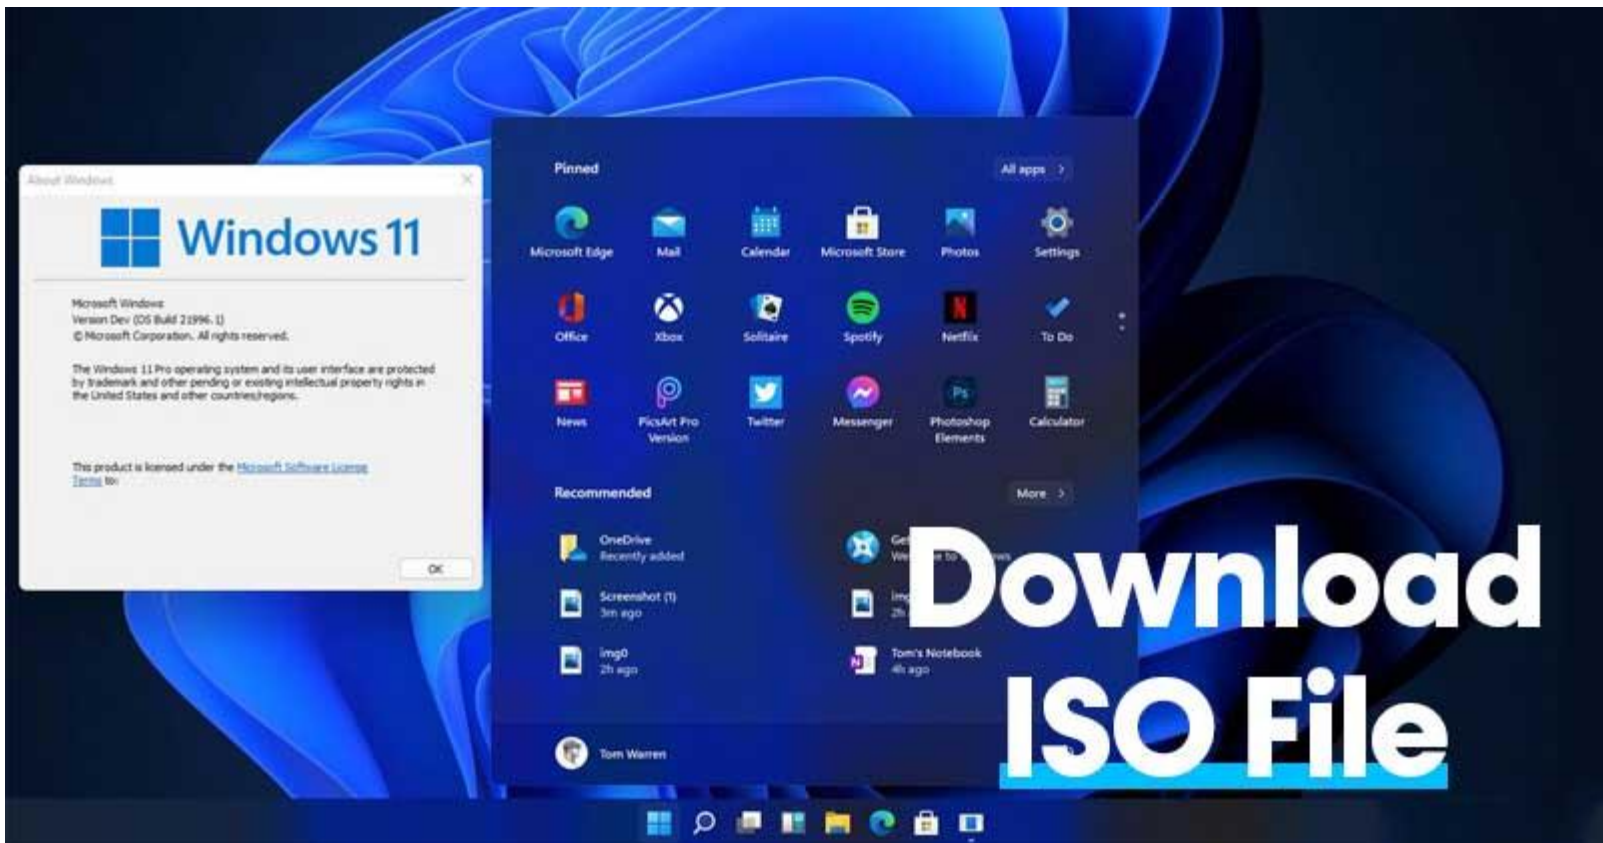 About Windows
Windows 11
Microsoft Windows
Version Dev (OS Build 21996.1)
© Microsoft Corporation. All rights reserved.
The Windows 11 Pro operating system and its user interface are protected
by trademark and other pending or existing intellectual property rights in
the United States and other countries/regions.
This product is licensed under the Microsoft Software License
Terms to:
OK
Pinned
All apps >
Microsoft Edge
Mail
Calendar
Microsoft Store
Photos
Settings
Office
Xbox
Solitaire
Spotify
Netflix
To Do
News
PicsArt Pro
Version
Twitter
Messenger
Ps
Photoshop
Elements
Calculator
Recommended
More >
OneDrive
Recently added
Screenshot (1)
3m ago
img0
2h ago
Tom's Notebook
4h ago
Tom Warren
Download
ISO File